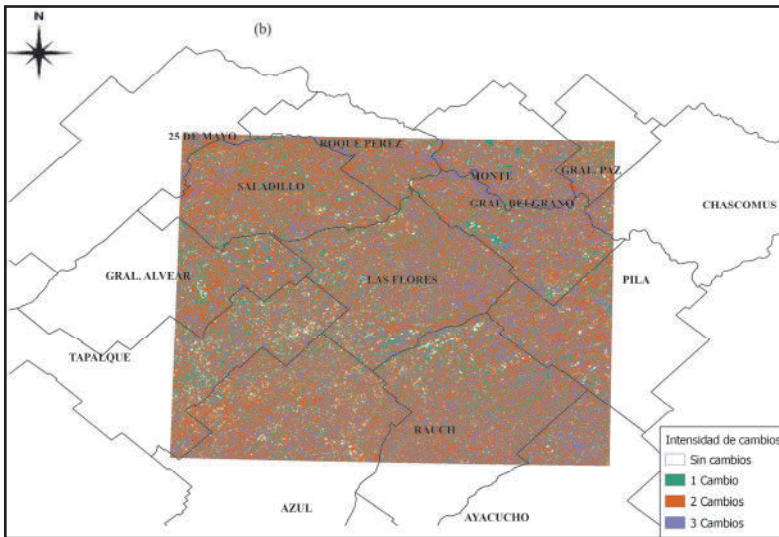 N
(b)
25 DE MAYO
ROQUE PEREZ
SALADILLO
MONTE
GRAL. PAZ
GRAL. BELGRANO
CHASCOMUS
GRAL. ALVEAR
LAS FLORES
PILA
TAPALQUE
RAUCH
AZUL
AYACUCHO
Intensidad de cambios
Sin cambios
1 Cambio
2 Cambios
3 Cambios